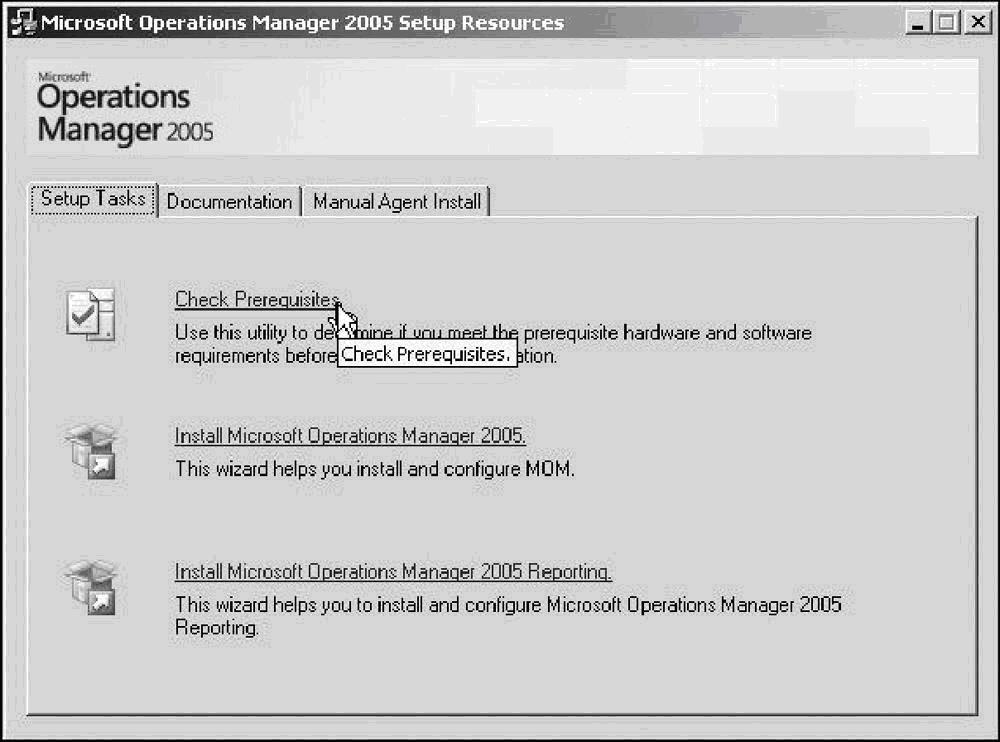 Microsoft Operations Manager 2005 Setup Resources
Microsoft
Operations
Manager 2005
Setup Tasks
Documentation
Manual Agent Install
Check Prerequisites
Use this utility to de mine if you meet the prerequisite hardware and software
requirements before ation.
Check Prerequisites.
Install Microsoft Operations Manager 2005.
This wizard helps you install and configure MOM.
Install Microsoft Operations Manager 2005 Reporting.
This wizard helps you to install and configure Microsoft Operations Manager 2005
Reporting.